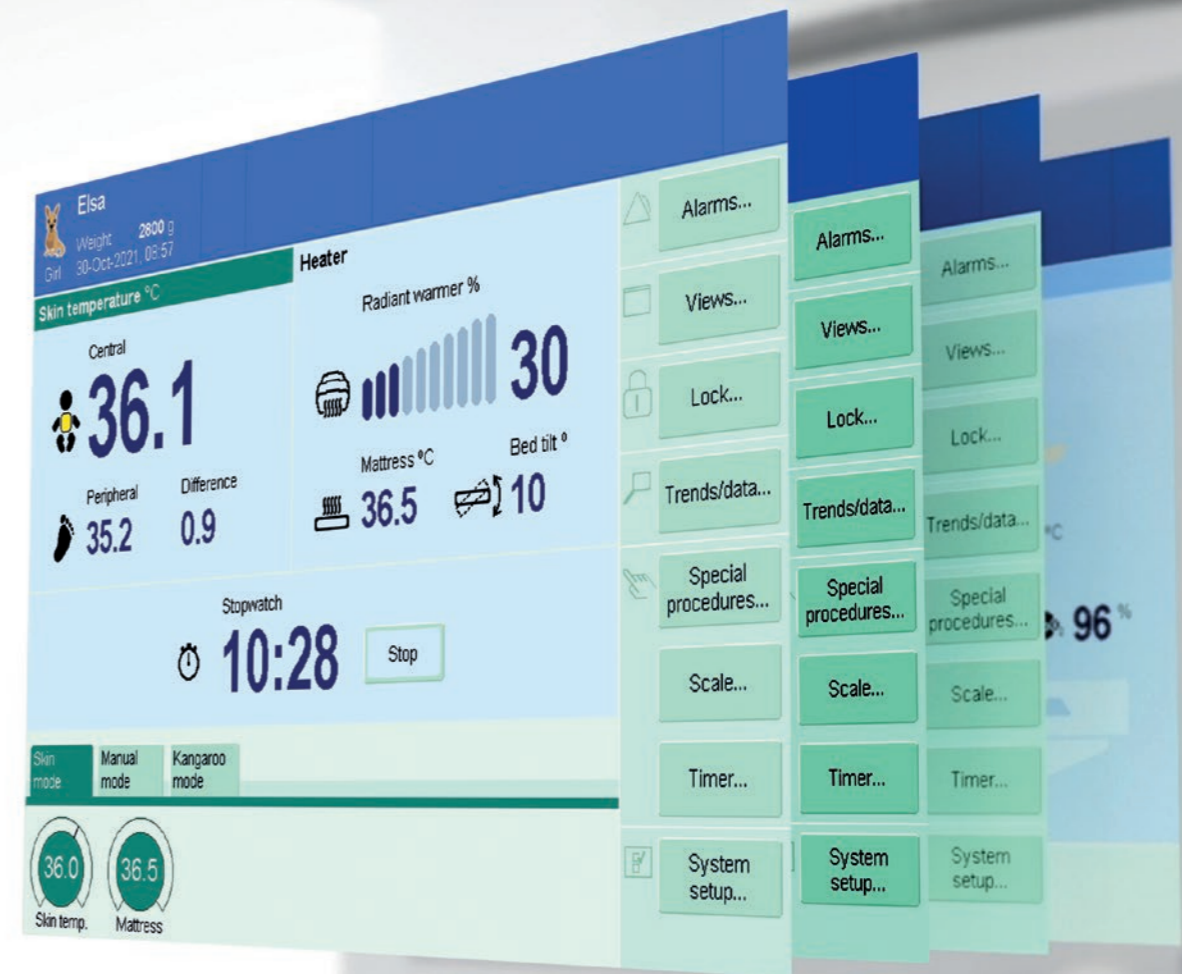 Elsa
Weight 2800 g
Girl 30-Oct-2021, 08:57
Skin temperature °C
Central
36.1
Peripheral
35.2
Difference
0.9
Heater
Radiant warmer %
30
Mattress °C
36.5
Bed tilt °
10
Stopwatch
10:28
Stop
Skin
mode
Manual
mode
Kangaroo
mode
36.0
Skin temp.
36.5
Mattress
Alarms...
Views...
Lock...
Trends/data...
Special
procedures...
Scale...
Timer...
System
setup...
Alarms...
Views...
Lock...
Trends/data...
Special
procedures...
Scale...
Timer...
System
setup...
Alarms...
Views...
Lock...
Trends/data...
Special
procedures...
Scale...
Timer...
System
setup...
°C
96 %